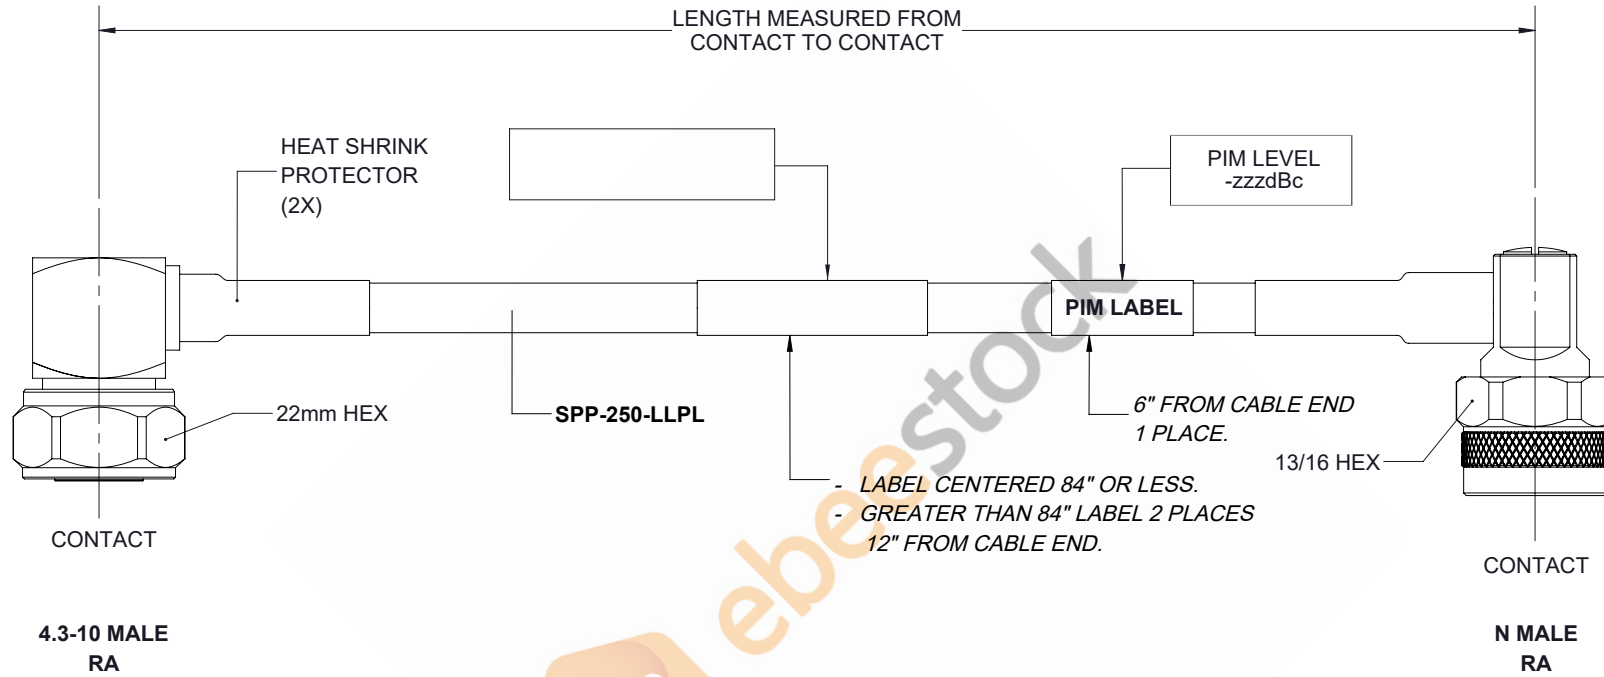 LENGTH MEASURED FROM
CONTACT TO CONTACT
HEAT SHRINK
PROTECTOR
(2X)
PIM LEVEL
-zzzdBc
PIM LABEL
22mm HEX
SPP-250-LLPL
6" FROM CABLE END
1 PLACE.
13/16 HEX
- LABEL CENTERED 84" OR LESS.
- GREATER THAN 84" LABEL 2 PLACES
12" FROM CABLE END.
CONTACT
CONTACT
4.3-10 MALE
RA
N MALE
RA
ebeestock